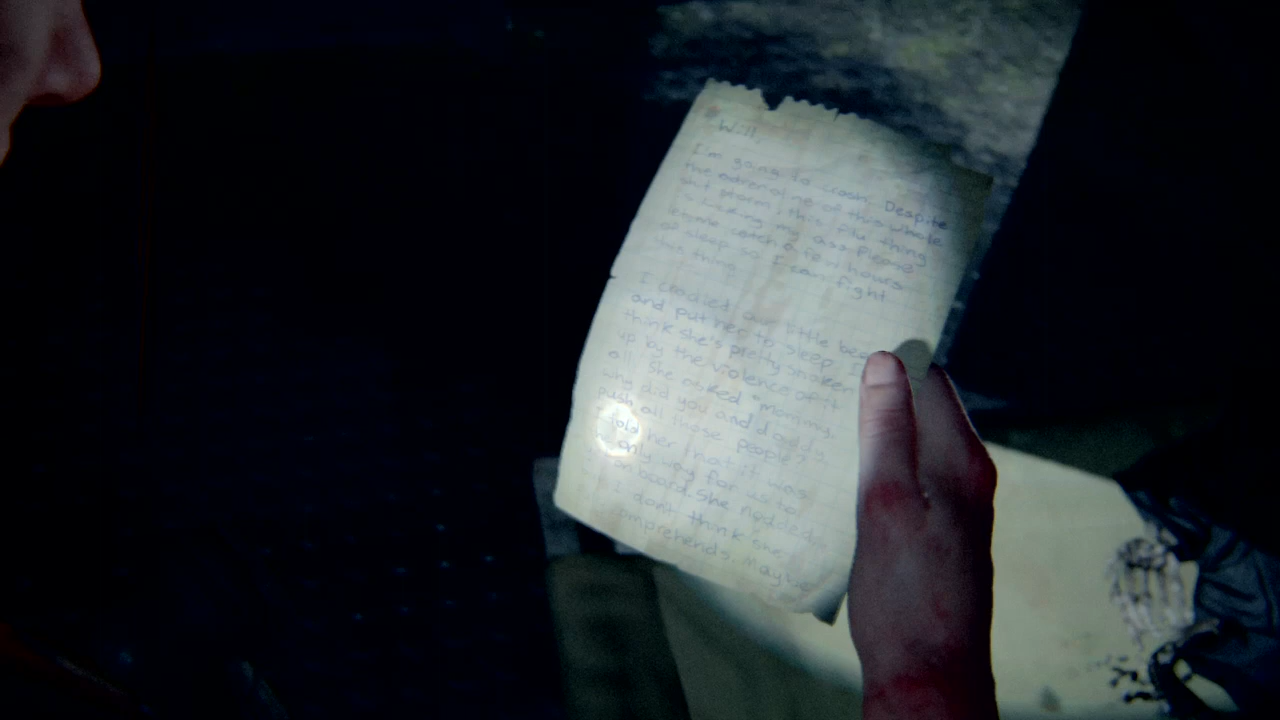 Will,
I'm going to crash. Despite
the adrenaline of this whole
shit storm, this flu thing
is kicking my ass. Please
let me catch a few hours
of sleep so I can fight
this thing.
I cradled our little bear
and put her to sleep. I
think she's pretty shaken
up by the violence of it
all. She asked "mommy,
why did you and daddy
push all those people?"
I told her that it was
only way for us to
on board. She nodded
I don't think she
comprehends. Maybe